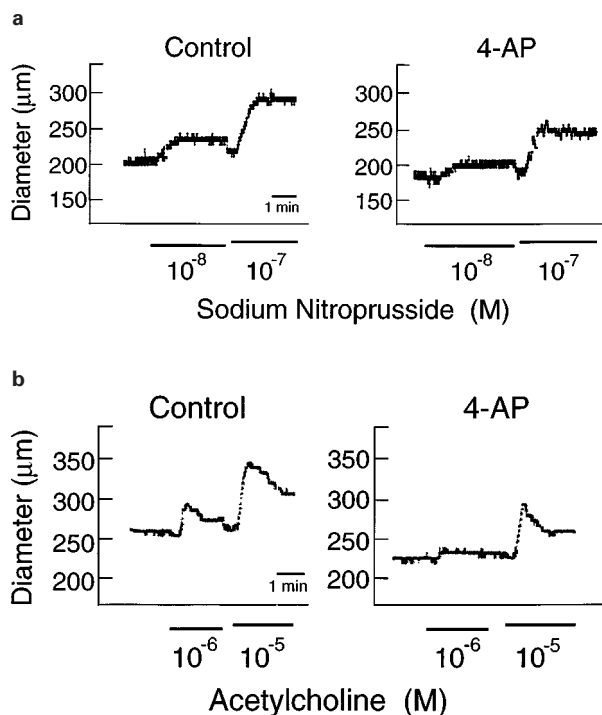 a
Control
4-AP
Diameter (μm)
300
250
200
150
1 min
300
250
200
150
10-8
10-7
10-8
10-7
Sodium Nitroprusside (M)
b
Control
4-AP
Diameter (μm)
350
300
250
200
1 min
350
300
250
200
10-6
10-5
10-6
10-5
Acetylcholine (M)